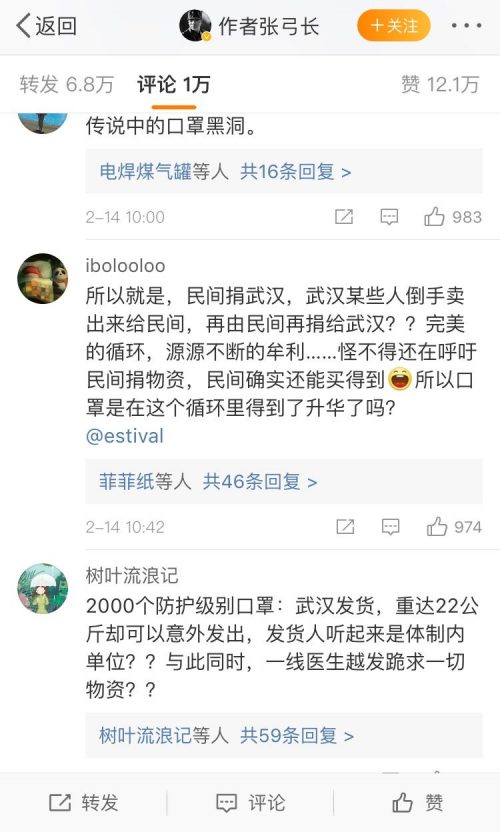 返回
作者张弓长
+关注
转发 6.8万
评论 1万
赞 12.1万
传说中的口罩黑洞。
电焊煤气罐等人 共16条回复 >
2-14 10:00
983
ibolooloo
所以就是，民间捐武汉，武汉某些人倒手卖
出来给民间，再由民间再捐给武汉？？完美
的循环，源源不断的牟利……怪不得还在呼吁
民间捐物资，民间确实还能买得到😄所以口
罩是在这个循环里得到了升华了吗？
@estival
菲菲纸等人 共46条回复 >
2-14 10:42
974
树叶流浪记
2000个防护级别口罩：武汉发货，重达22公
斤却可以意外发出，发货人听起来是体制内
单位？？与此同时，一线医生越发跪求一切
物资？？
树叶流浪记等人 共59条回复 >
转发
评论
赞